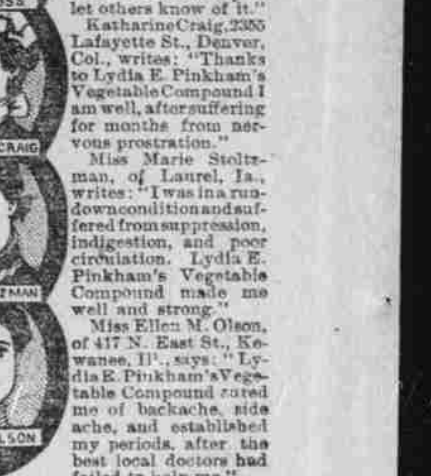 OSS
let others know of it."
Katharine Craig, 2355
Lafayette St., Denver,
Col., writes: "Thanks
to Lydia E. Pinkham's
Vegetable Compound I
am well, after suffering
for months from ner-
vous prostration."
CRAIG
Miss Marie Stoltz-
man, of Laurel, Ia.,
writes: "I was in a run-
down condition and suf-
fered from suppression,
indigestion, and poor
circulation. Lydia E.
Pinkham's Vegetable
Compound made me
well and strong."
ZMAN
Miss Ellen M. Olson,
of 417 N. East St., Ke-
wanee, Ill., says: "Ly-
dia E. Pinkham's Vege-
table Compound cured
me of backache, side
ache, and established
my periods, after the
best local doctors had
failed to help me."
LSON